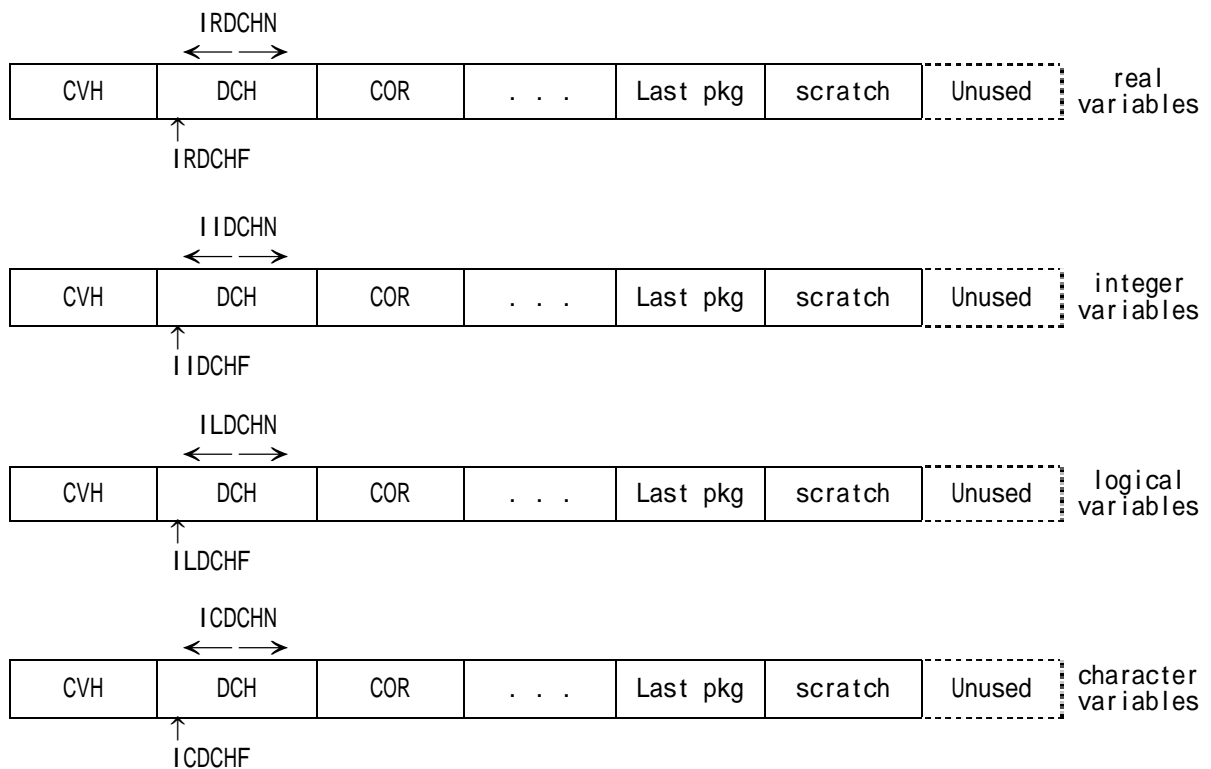 IRDCHN
CVH DCH COR . . . Last pkg scratch Unused real variables
IRDCHF
IIDCHN
CVH DCH COR . . . Last pkg scratch Unused integer variables
IIDCHF
ILDCHN
CVH DCH COR . . . Last pkg scratch Unused logical variables
ILDCHF
ICDCHN
CVH DCH COR . . . Last pkg scratch Unused character variables
ICDCHF